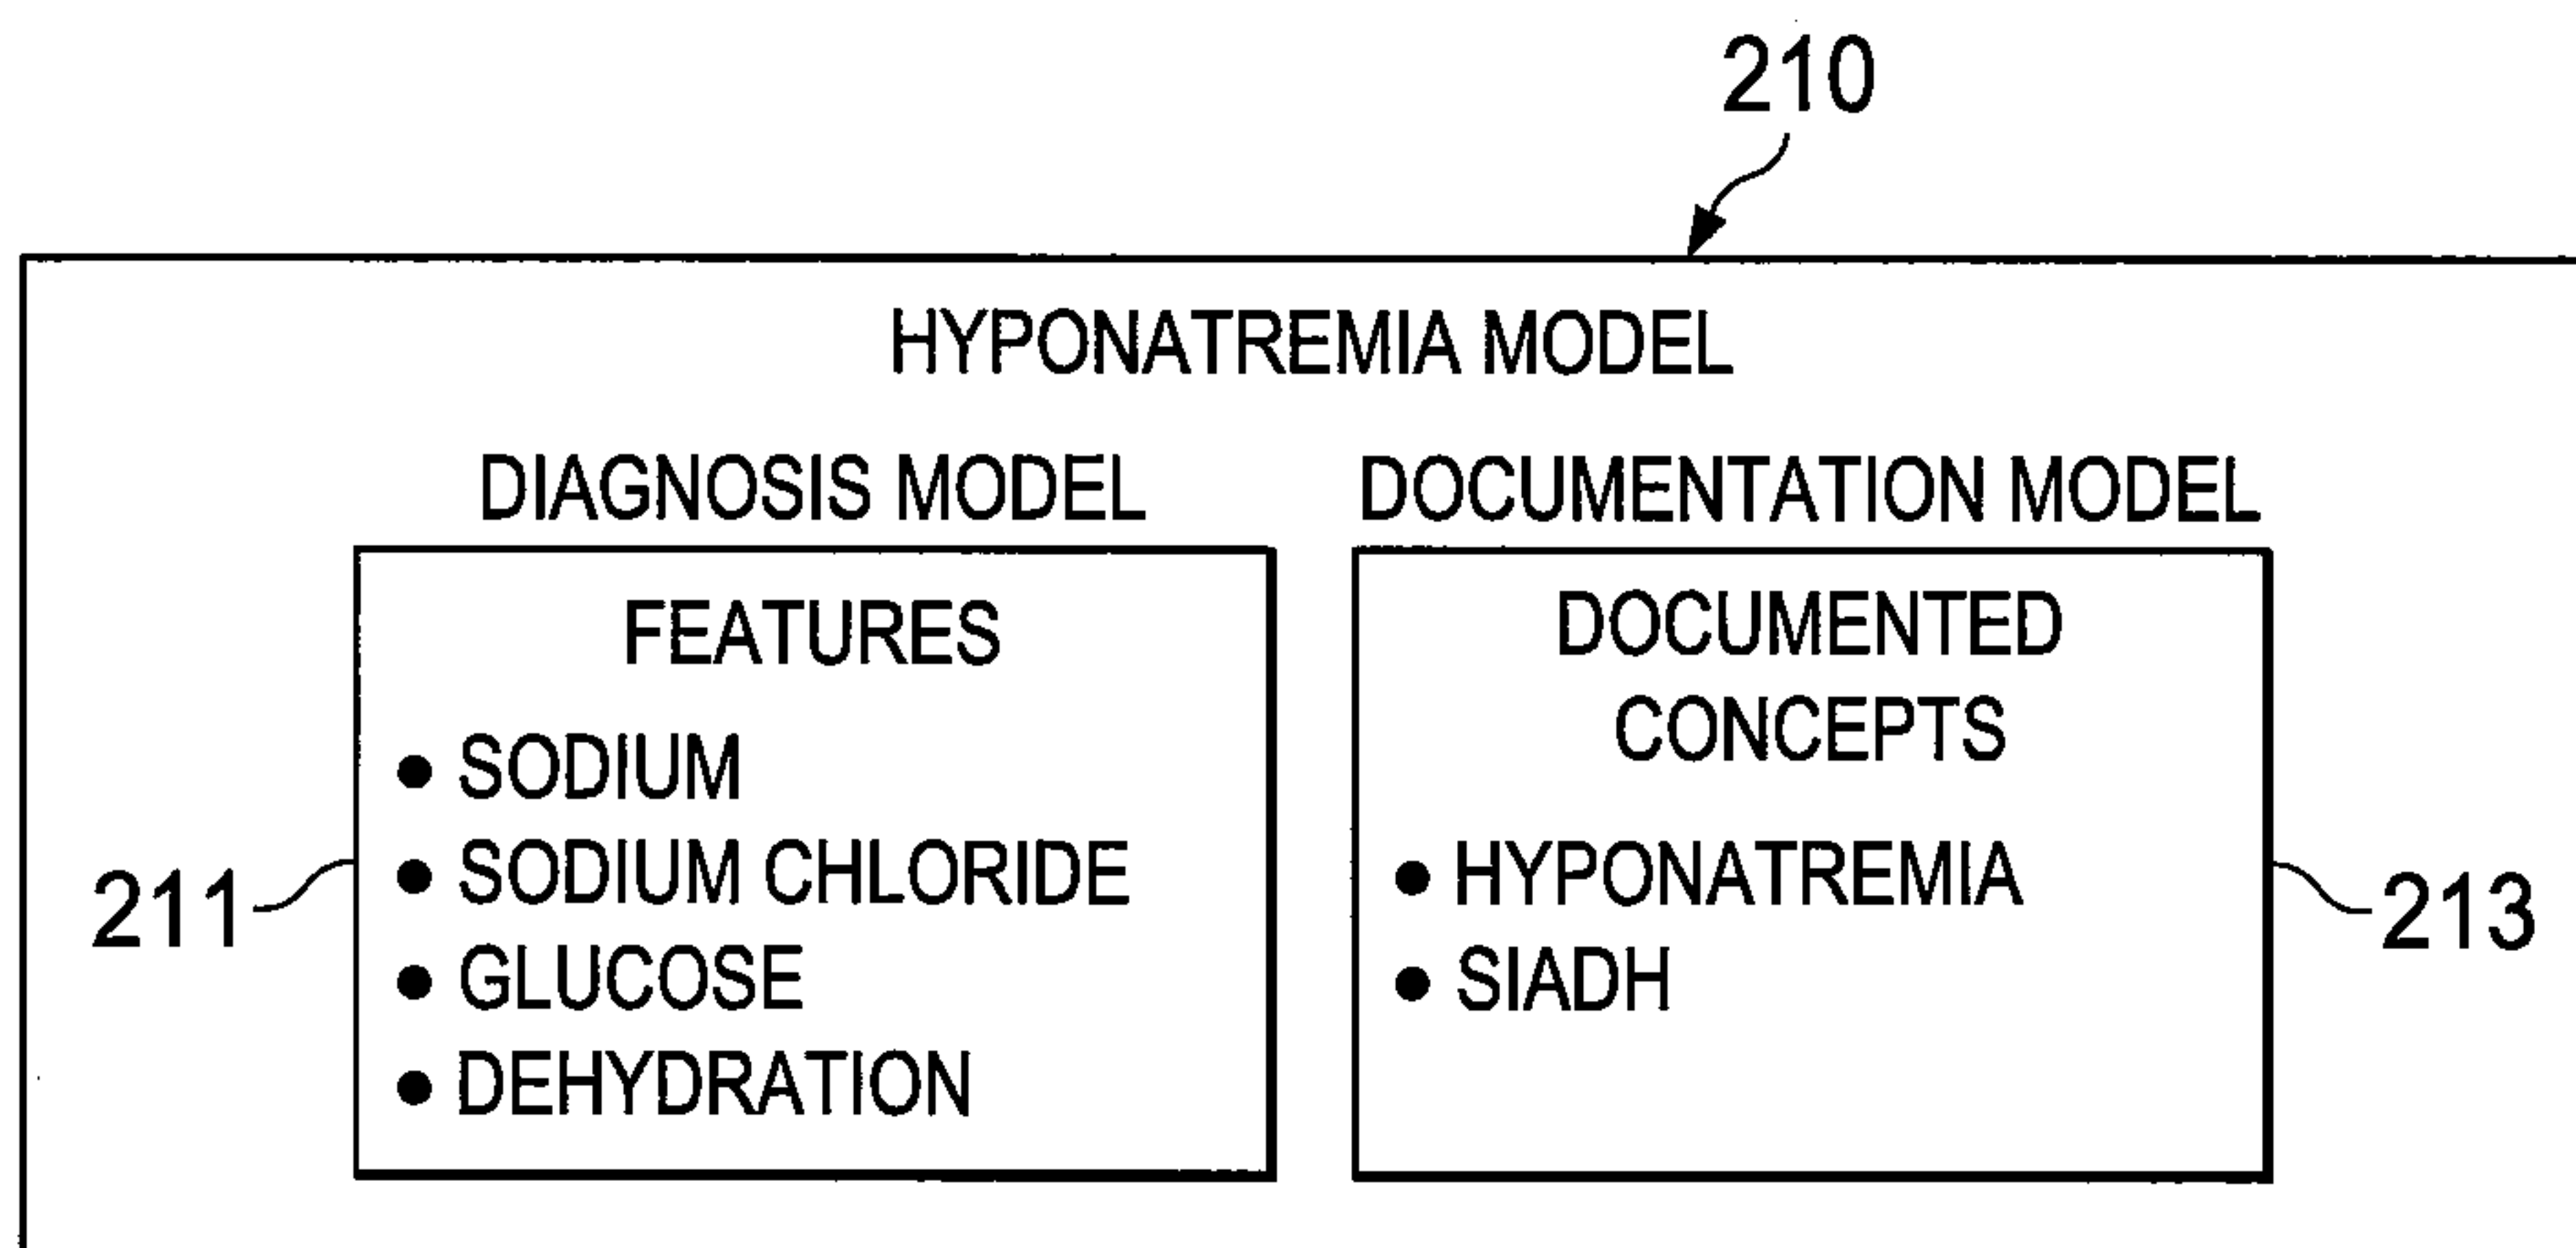 210
HYPONATREMIA MODEL
DIAGNOSIS MODEL
DOCUMENTATION MODEL
FEATURES
• SODIUM
• SODIUM CHLORIDE
• GLUCOSE
• DEHYDRATION
211
DOCUMENTED
CONCEPTS
• HYPONATREMIA
• SIADH
213